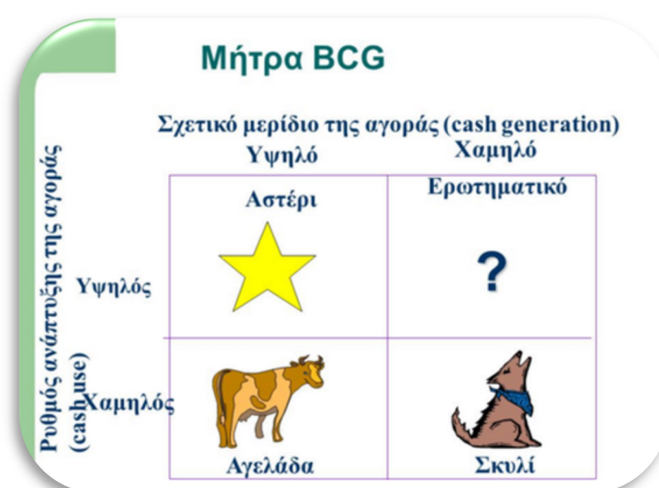 Μήτρα BCG
Σχετικό μερίδιο της αγοράς (cash generation)
Υψηλό
Χαμηλό
Ρυθμός ανάπτυξης της αγοράς
(cash use)
Υψηλός
Χαμηλός
Αστέρι
Ερωτηματικό
?
Αγελάδα
Σκυλί